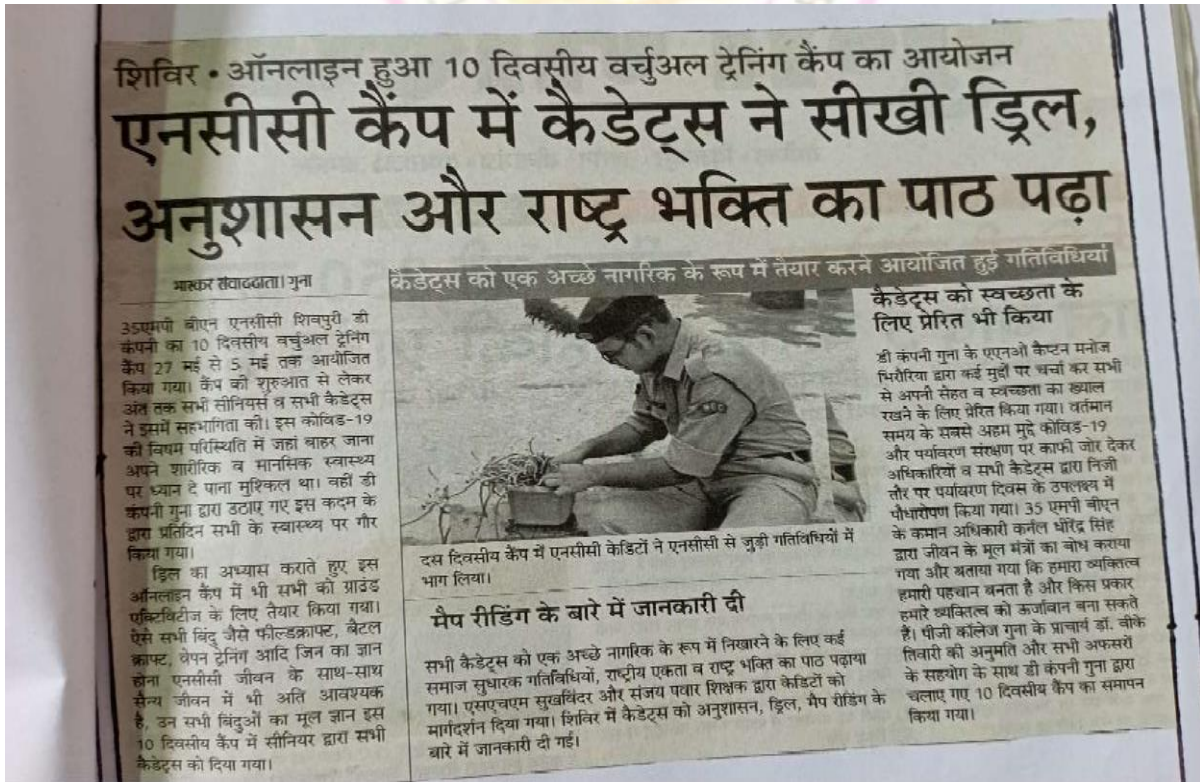 शिविर • ऑनलाइन हुआ 10 दिवसीय वर्चुअल ट्रेनिंग कैंप का आयोजन
एनसीसी कैंप में कैडेट्स ने सीखी ड्रिल,
अनुशासन और राष्ट्र भक्ति का पाठ पढ़ा
भास्कर संवाददाता। गुना
35एमपी बीएन एनसीसी शिवपुरी डी
कंपनी का 10 दिवसीय वर्चुअल ट्रेनिंग
कैंप 27 मई से 5 मई तक आयोजित
किया गया। कैंप की शुरुआत से लेकर
अंत तक सभी सीनियर्स व सभी कैडेट्स
ने इसमें सहभागिता की। इस कोविड-19
की विषम परिस्थिति में जहां बाहर जाना
अपने शारीरिक व मानसिक स्वास्थ्य
पर ध्यान दे पाना मुश्किल था। वहीं डी
कंपनी गुना द्वारा उठाए गए इस कदम के
द्वारा प्रतिदिन सभी के स्वास्थ्य पर गौर
किया गया।
ड्रिल का अभ्यास कराते हुए इस
ऑनलाइन कैंप में भी सभी को ग्राउंड
एक्टिविटीज के लिए तैयार किया गया।
ऐसे सभी बिंदु जैसे फील्डक्राफ्ट, बैटल
क्राफ्ट, वेपन ट्रेनिंग आदि जिन का ज्ञान
होना एनसीसी जीवन के साथ-साथ
सैन्य जीवन में भी अति आवश्यक
है, उन सभी बिंदुओं का मूल ज्ञान इस
10 दिवसीय कैंप में सीनियर द्वारा सभी
कैडेट्स को दिया गया।
कैडेट्स को एक अच्छे नागरिक के रूप में तैयार करने आयोजित हुई गतिविधियां
दस दिवसीय कैंप में एनसीसी केडिटों ने एनसीसी से जुड़ी गतिविधियों में
भाग लिया।
मैप रीडिंग के बारे में जानकारी दी
सभी कैडेट्स को एक अच्छे नागरिक के रूप में निखारने के लिए कई
समाज सुधारक गतिविधियां, राष्ट्रीय एकता व राष्ट्र भक्ति का पाठ पढ़ाया
गया। एसएचएम सुखविंदर और संजय पवार शिक्षक द्वारा केडिटों को
मार्गदर्शन दिया गया। शिविर में कैडेट्स को अनुशासन, ड्रिल, मैप रीडिंग के
बारे में जानकारी दी गई।
कैडेट्स को स्वच्छता के
लिए प्रेरित भी किया
डी कंपनी गुना के एएनओ कैप्टन मनोज
भिरौरिया द्वारा कई मुद्दों पर चर्चा कर सभी
से अपनी सेहत व स्वच्छता का ख्याल
रखने के लिए प्रेरित किया गया। वर्तमान
समय के सबसे अहम मुद्दे कोविड-19
और पर्यावरण संरक्षण पर काफी जोर देकर
अधिकारियों व सभी कैडेट्स द्वारा निजी
तौर पर पर्यावरण दिवस के उपलक्ष्य में
पौधारोपण किया गया। 35 एमपी बीएन
के कमान अधिकारी कर्नल धीरेंद्र सिंह
द्वारा जीवन के मूल मंत्रों का बोध कराया
गया और बताया गया कि हमारा व्यक्तित्व
हमारी पहचान बनता है और किस प्रकार
हमारे व्यक्तित्व को ऊर्जावान बना सकते
है। पीजी कॉलेज गुना के प्राचार्य डॉ. वीके
तिवारी की अनुमति और सभी अफसरों
के सहयोग के साथ डी कंपनी गुना द्वारा
चलाए गए 10 दिवसीय कैंप का समापन
किया गया।